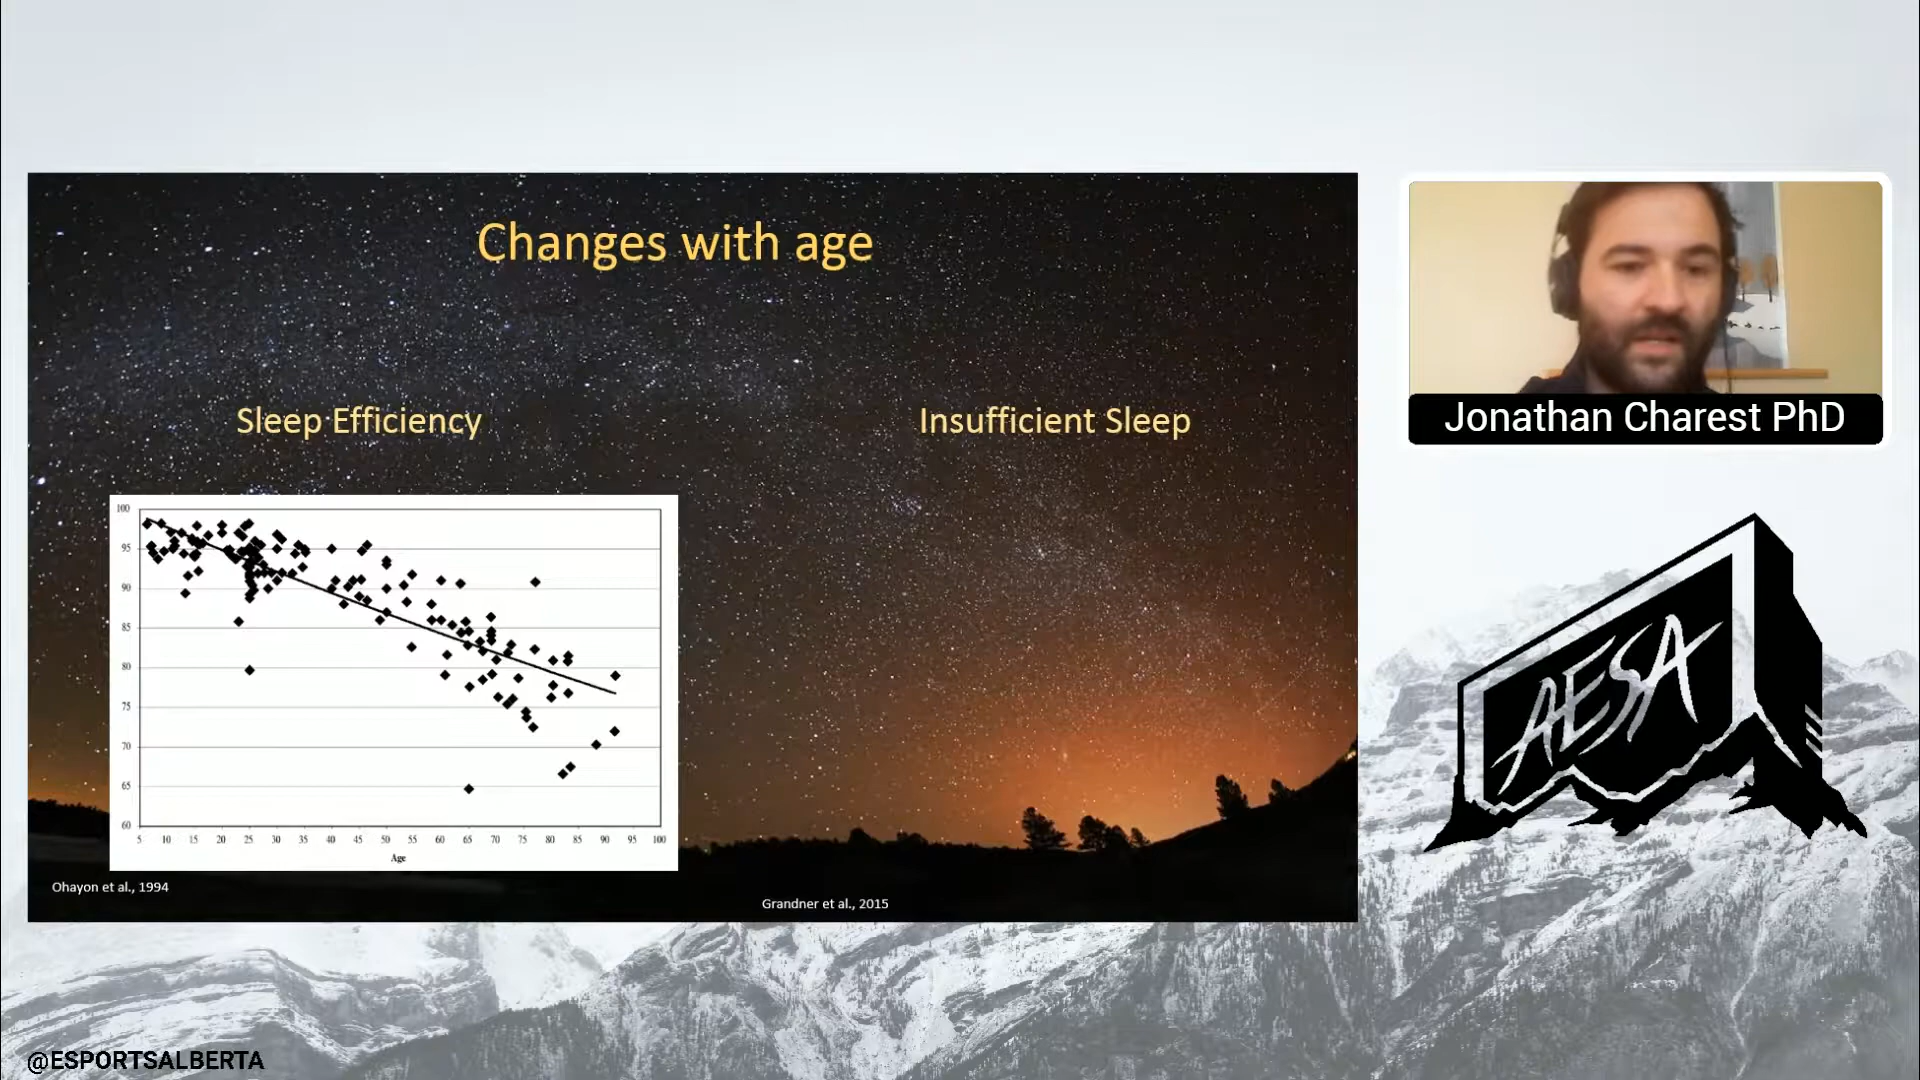 Changes with age
Sleep Efficiency
Insufficient Sleep
100
95
90
85
80
75
70
65
60
5 10 15 20 25 30 35 40 45 50 55 60 65 70 75 80 85 90 95 100
Age
Ohayon et al., 1994
Grandner et al., 2015
Jonathan Charest PhD
AESA
@ESPORTSALBERTA